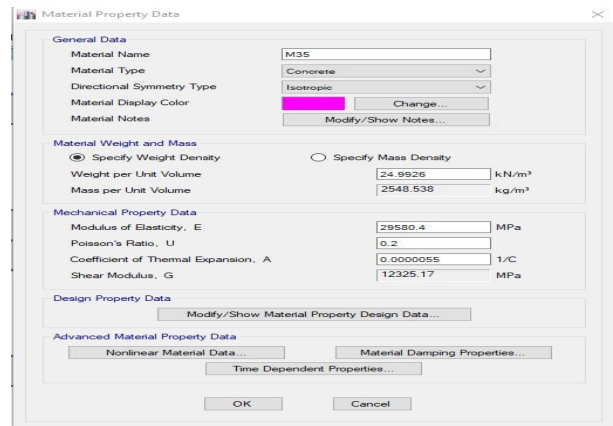 Material Property Data
General Data
Material Name M35
Material Type Concrete
Directional Symmetry Type Isotropic
Material Display Color Change...
Material Notes Modify/Show Notes...
Material Weight and Mass
Specify Weight Density Specify Mass Density
Weight per Unit Volume 24.9926 kN/m³
Mass per Unit Volume 2548.538 kg/m³
Mechanical Property Data
Modulus of Elasticity, E 29580.4 MPa
Poisson's Ratio, U 0.2
Coefficient of Thermal Expansion, A 0.0000055 1/C
Shear Modulus, G 12325.17 MPa
Design Property Data
Modify/Show Material Property Design Data...
Advanced Material Property Data
Nonlinear Material Data... Material Damping Properties...
Time Dependent Properties...
OK Cancel